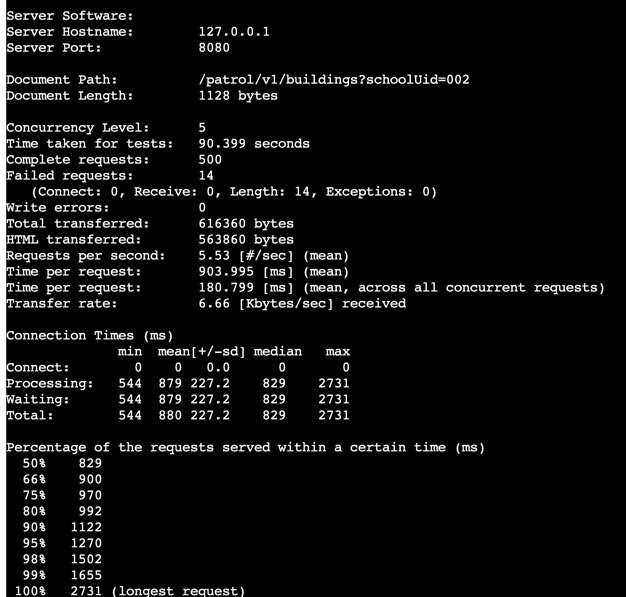 Server Software:
Server Hostname:        127.0.0.1
Server Port:            8080

Document Path:          /patrol/v1/buildings?schoolUid=002
Document Length:        1128 bytes

Concurrency Level:      5
Time taken for tests:   90.399 seconds
Complete requests:      500
Failed requests:        14
   (Connect: 0, Receive: 0, Length: 14, Exceptions: 0)
Write errors:           0
Total transferred:      616360 bytes
HTML transferred:       563860 bytes
Requests per second:    5.53 [#/sec] (mean)
Time per request:       903.995 [ms] (mean)
Time per request:       180.799 [ms] (mean, across all concurrent requests)
Transfer rate:          6.66 [Kbytes/sec] received

Connection Times (ms)
              min  mean[+/-sd] median   max
Connect:        0    0   0.0      0       0
Processing:   544  879 227.2    829    2731
Waiting:      544  879 227.2    829    2731
Total:        544  880 227.2    829    2731

Percentage of the requests served within a certain time (ms)
  50%    829
  66%    900
  75%    970
  80%    992
  90%   1122
  95%   1270
  98%   1502
  99%   1655
 100%   2731 (longest request)